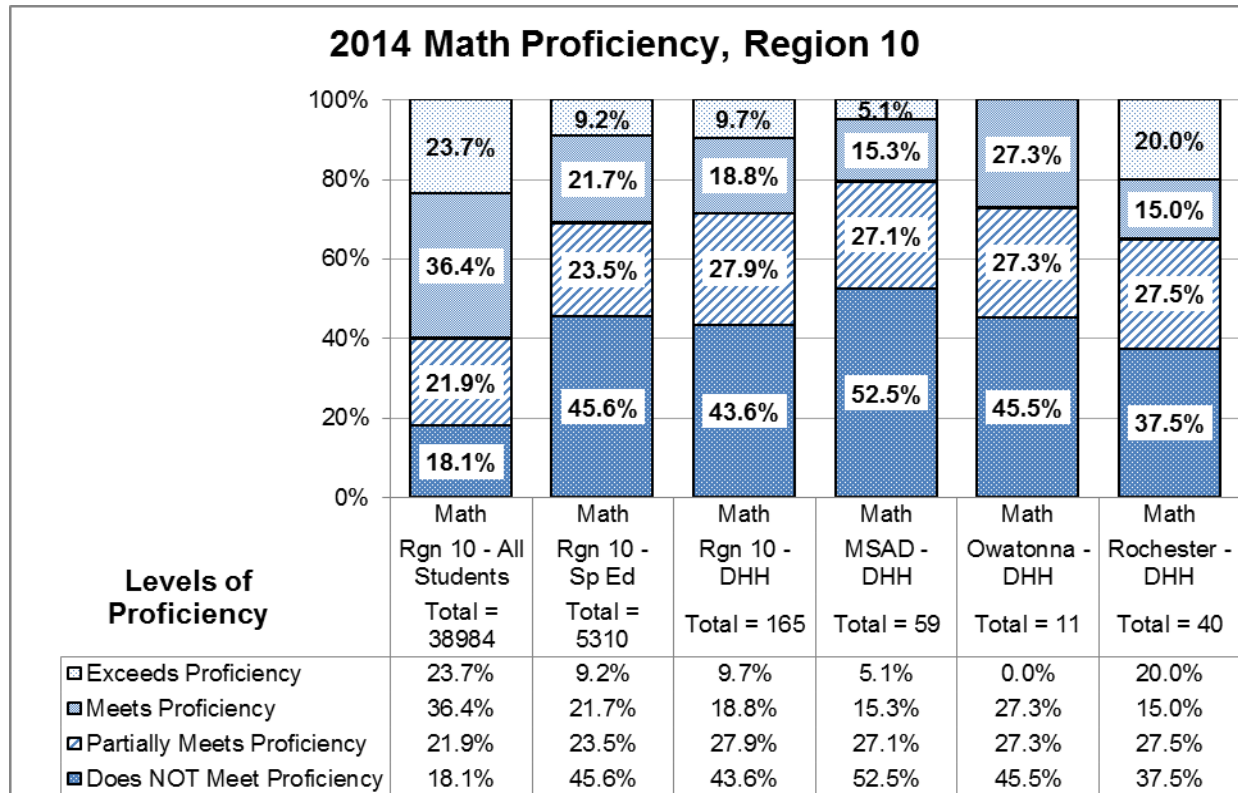 2014 Math Proficiency, Region 10
100%
80%
60%
40%
20%
0%
23.7%
36.4%
21.9%
18.1%
9.2%
21.7%
23.5%
45.6%
9.7%
18.8%
27.9%
43.6%
5.1%
15.3%
27.1%
52.5%
27.3%
27.3%
45.5%
20.0%
15.0%
27.5%
37.5%
Math
Rgn 10 - All
Students
Total =
38984
Math
Rgn 10 -
Sp Ed
Total =
5310
Math
Rgn 10 -
DHH
Total = 165
Math
MSAD -
DHH
Total = 59
Math
Owatonna -
DHH
Total = 11
Math
Rochester -
DHH
Total = 40
Levels of
Proficiency
Exceeds Proficiency 23.7% 9.2% 9.7% 5.1% 0.0% 20.0%
Meets Proficiency 36.4% 21.7% 18.8% 15.3% 27.3% 15.0%
Partially Meets Proficiency 21.9% 23.5% 27.9% 27.1% 27.3% 27.5%
Does NOT Meet Proficiency 18.1% 45.6% 43.6% 52.5% 45.5% 37.5%